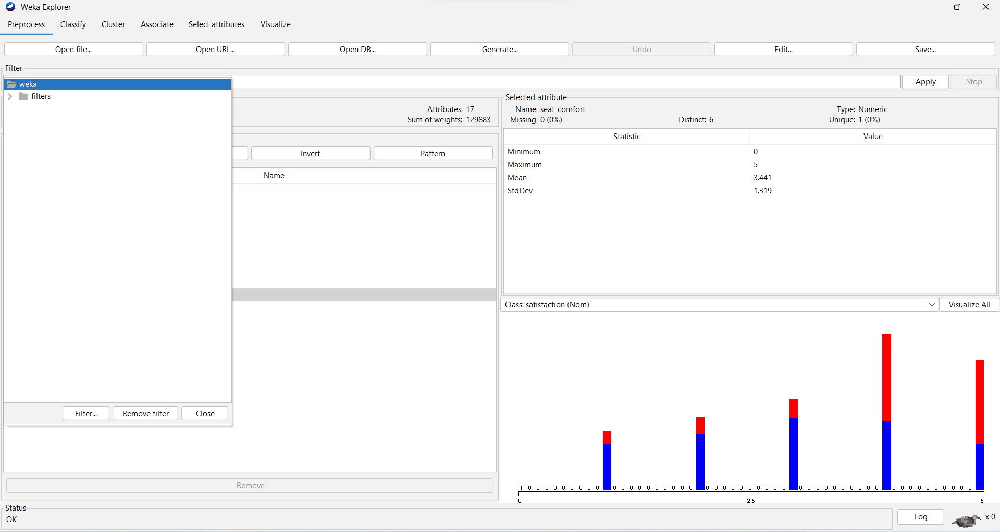 Weka Explorer
Preprocess Classify Cluster Associate Select attributes Visualize
Open file... Open URL... Open DB... Generate... Undo Edit... Save...
Filter
weka
filters
Apply Stop
Attributes: 17
Sum of weights: 129883
Invert Pattern
Name
Filter... Remove filter Close
Remove
Selected attribute
Name: seat_comfort Type: Numeric
Missing: 0 (0%) Distinct: 6 Unique: 1 (0%)
Statistic Value
Minimum 0
Maximum 5
Mean 3.441
StdDev 1.319
Class: satisfaction (Nom) Visualize All
1 0 0 0 0 0 0 0 0 0 0 0 0 0 0 0 0 0 0 0 0 0 0 0 0 0 0 0 0 0 0 0 0 0 0 0 0 0 0 0 0 0 0 0 0 0 0 0 0 0
0 2.5 5
Status
OK
Log x 0